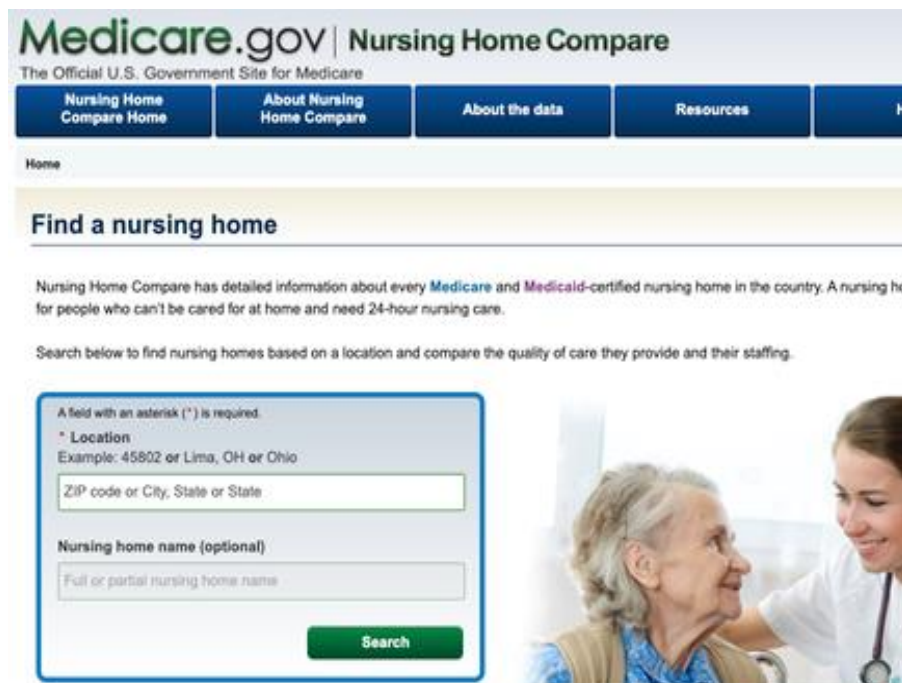 Medicare.gov | Nursing Home Compare
The Official U.S. Government Site for Medicare
Nursing Home Compare Home
About Nursing Home Compare
About the data
Resources
H
Home
Find a nursing home
Nursing Home Compare has detailed information about every Medicare and Medicaid-certified nursing home in the country. A nursing
for people who can't be cared for at home and need 24-hour nursing care.
Search below to find nursing homes based on a location and compare the quality of care they provide and their staffing.
A field with an asterisk (*) is required.
* Location
Example: 45802 or Lima, OH or Ohio
ZIP code or City, State or State
Nursing home name (optional)
Full or partial nursing home name
Search